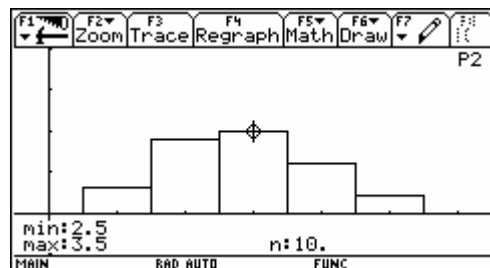 F1 F2 F3 F4 F5 F6 F7
Zoom Trace Regraph Math Draw
P2
min:2.5
max:3.5 n:10.
MAIN RAD AUTO FUNC